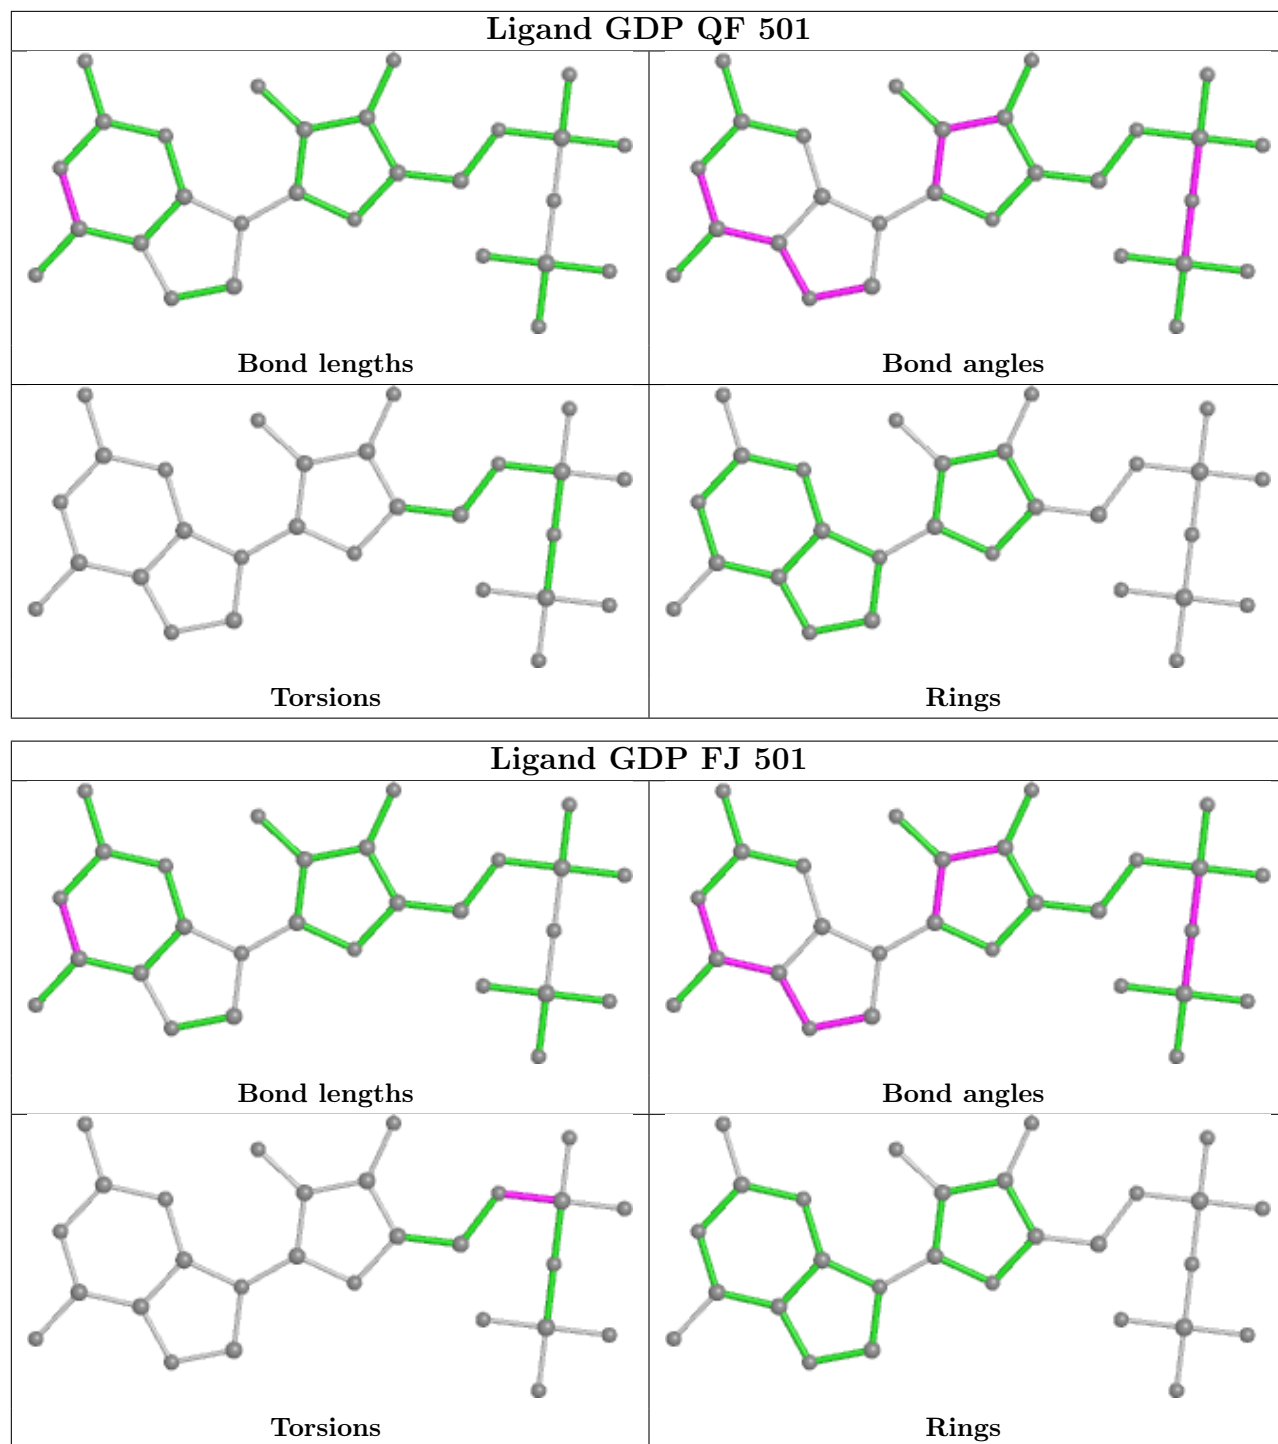 Ligand GDP QF 501
Bond lengths
Bond angles
Torsions
Rings
Ligand GDP FJ 501
Bond lengths
Bond angles
Torsions
Rings